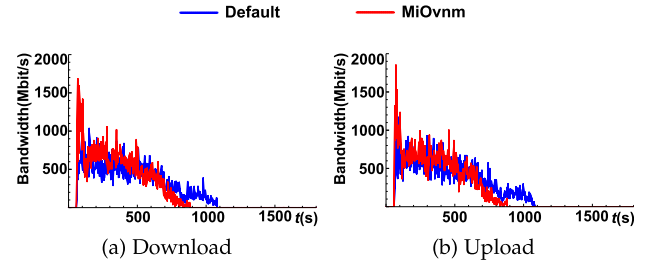 Default MiOvnm
Bandwidth(Mbit/s)
2000
1500
1000
500
500 1000 1500 t(s)
(a) Download
Bandwidth(Mbit/s)
2000
1500
1000
500
500 1000 1500 t(s)
(b) Upload